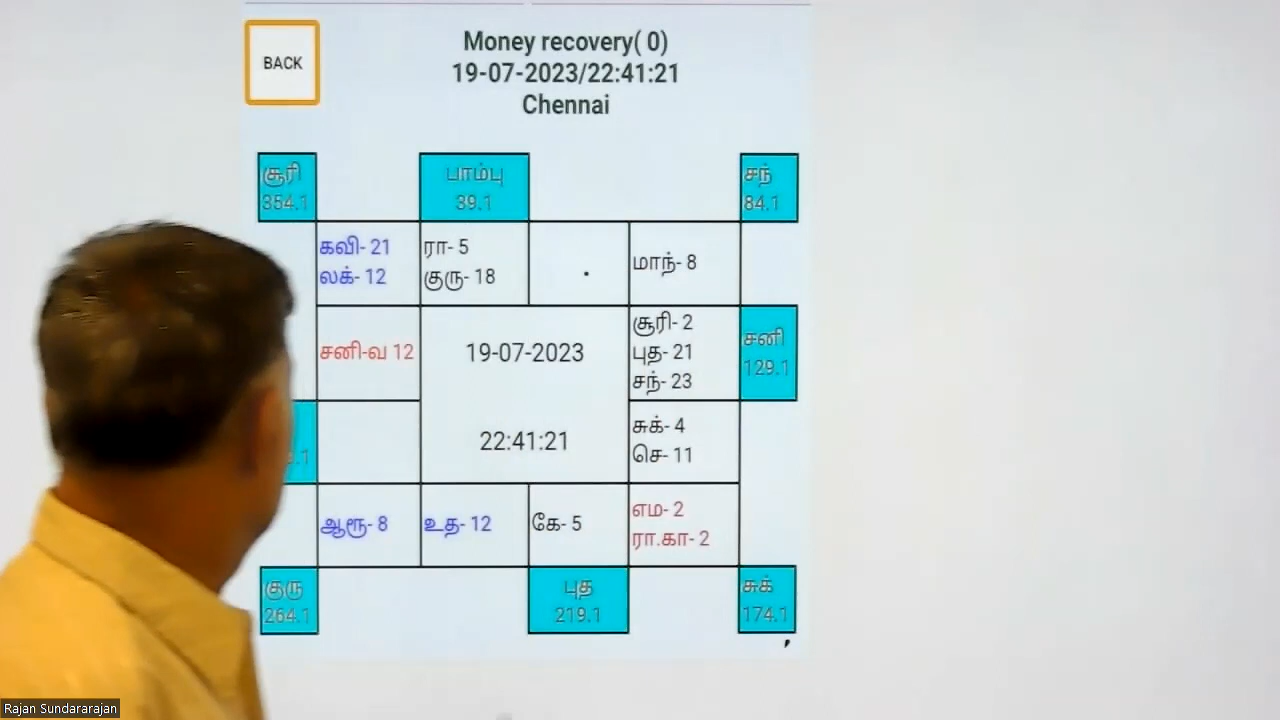 BACK
Money recovery( 0)
19-07-2023/22:41:21
Chennai
சூரி
354.1
பாம்பு
39.1
சந்
84.1
கவி- 21
லக்- 12
ரா- 5
குரு- 18
மாந்- 8
சனி-வ 12
19-07-2023
சூரி- 2
புத- 21
சந்- 23
சனி
129.1
.1
22:41:21
சுக்- 4
செ- 11
ஆரூ- 8
உத- 12
கே- 5
எம- 2
ரா.கா- 2
குரு
264.1
புத
219.1
சுக்
174.1
Rajan Sundararajan